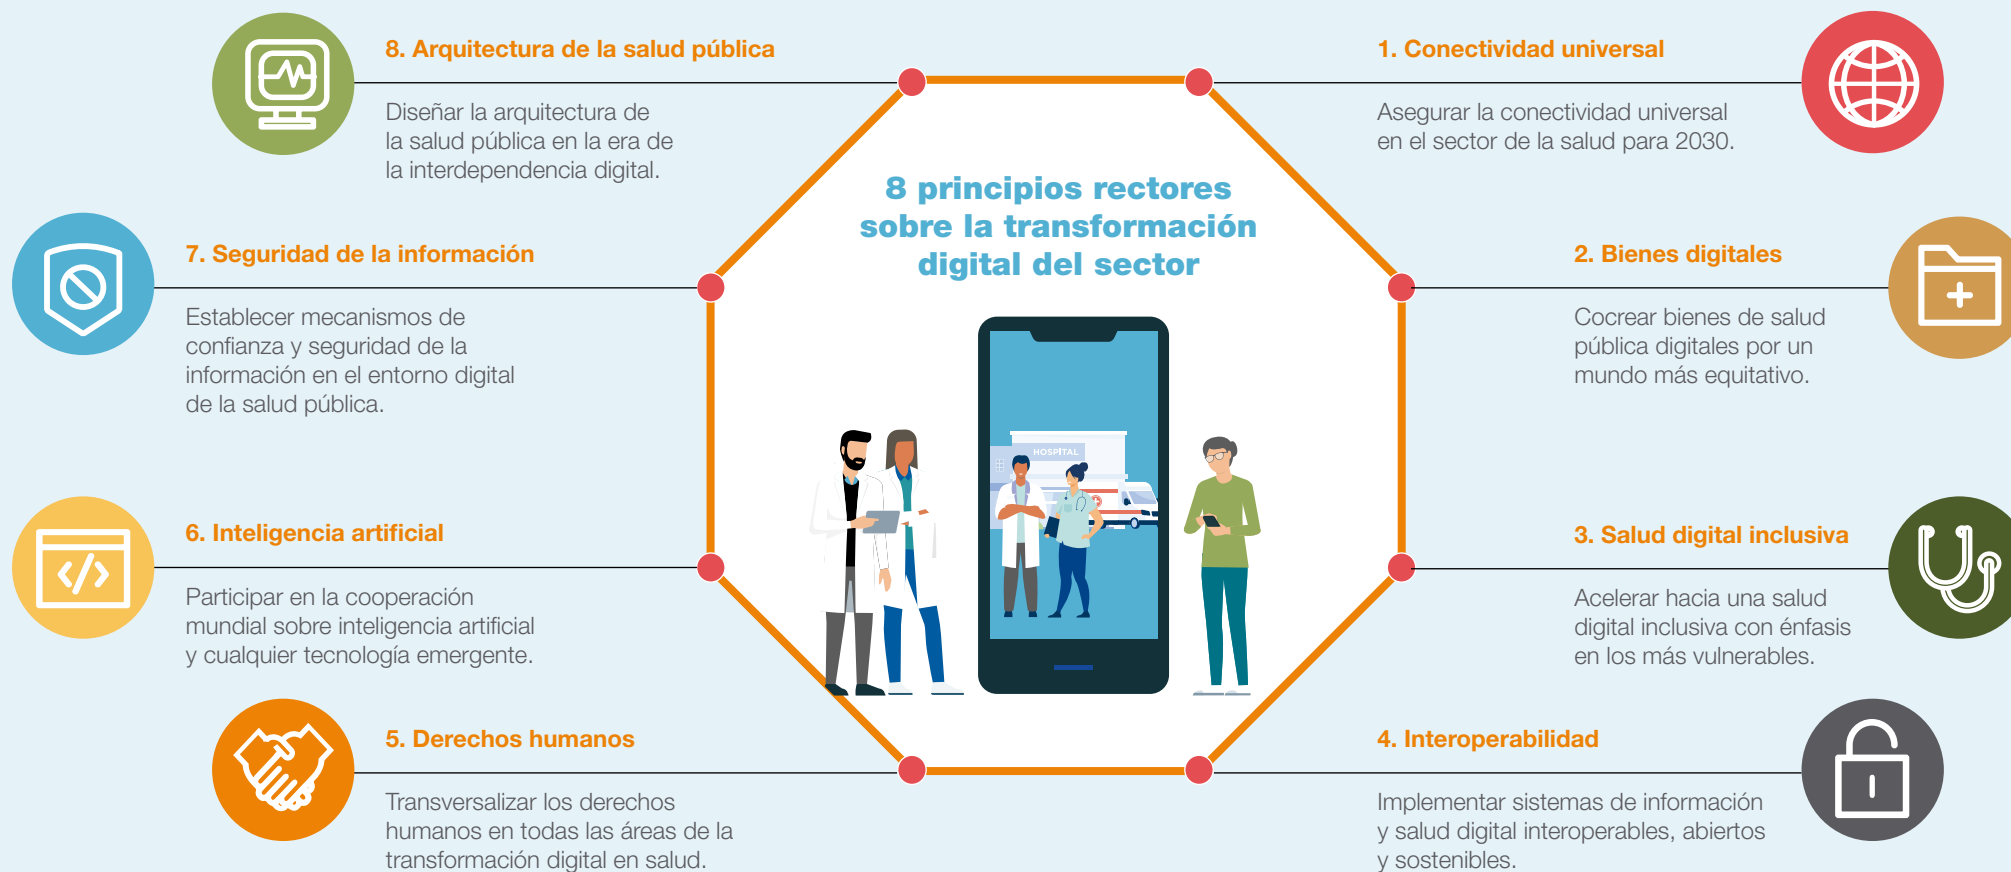 8 principios rectores
sobre la transformación
digital del sector
HOSPITAL
1. Conectividad universal
Asegurar la conectividad universal
en el sector de la salud para 2030.
2. Bienes digitales
Cocrear bienes de salud
pública digitales por un
mundo más equitativo.
3. Salud digital inclusiva
Acelerar hacia una salud
digital inclusiva con énfasis
en los más vulnerables.
4. Interoperabilidad
Implementar sistemas de información
y salud digital interoperables, abiertos
y sostenibles.
5. Derechos humanos
Transversalizar los derechos
humanos en todas las áreas de la
transformación digital en salud.
6. Inteligencia artificial
Participar en la cooperación
mundial sobre inteligencia artificial
y cualquier tecnología emergente.
7. Seguridad de la información
Establecer mecanismos de
confianza y seguridad de la
información en el entorno digital
de la salud pública.
8. Arquitectura de la salud pública
Diseñar la arquitectura de
la salud pública en la era de
la interdependencia digital.